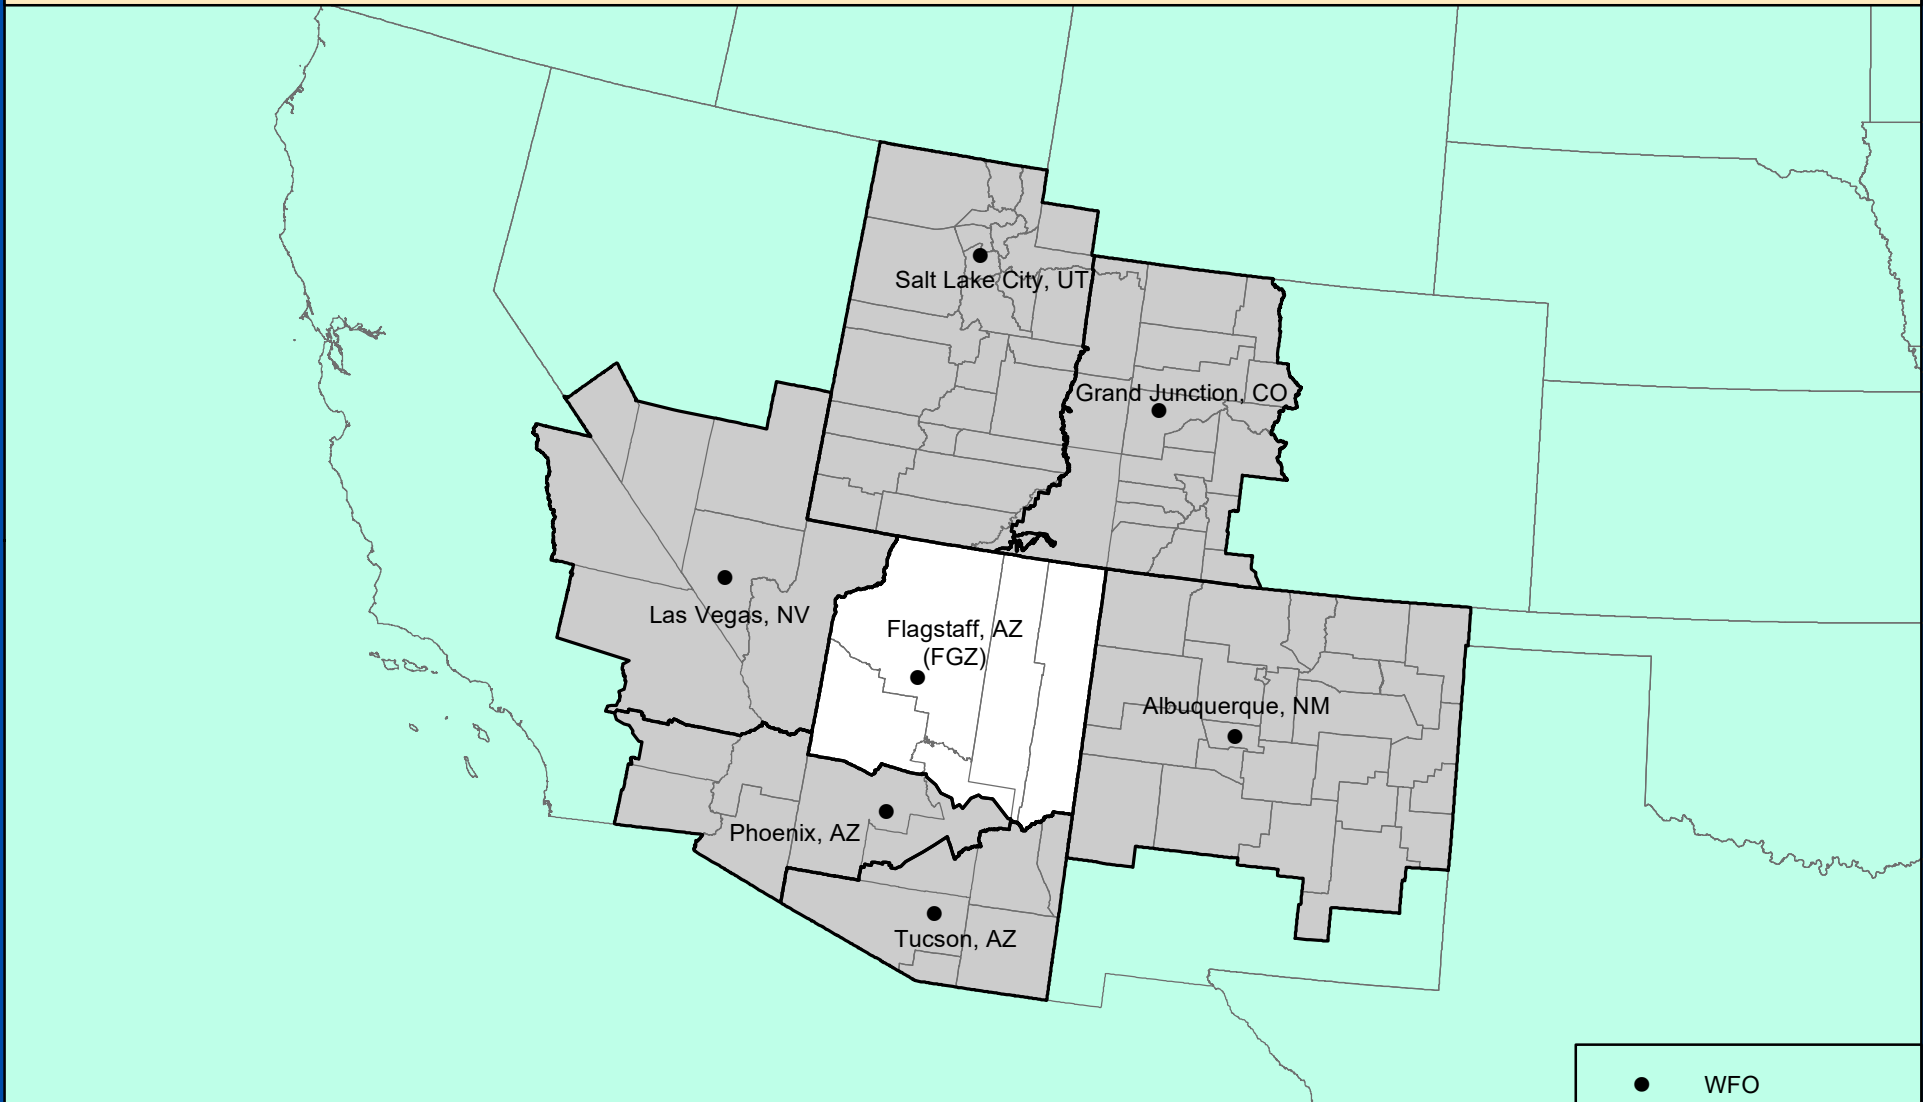 Salt Lake City, UT
Grand Junction, CO
Las Vegas, NV
Flagstaff, AZ
(FGZ)
Albuquerque, NM
Phoenix, AZ
Tucson, AZ
WFO